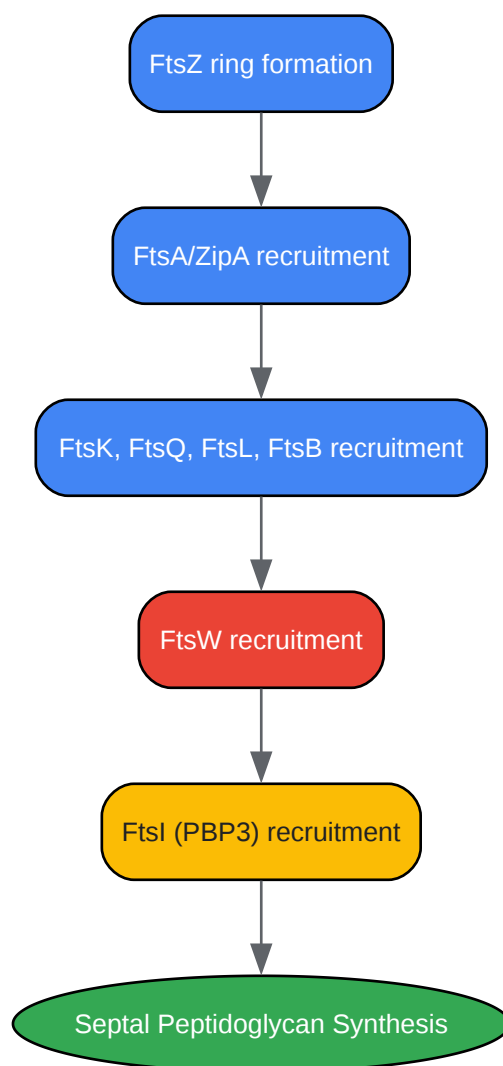 FtsZ ring formation
FtsA/ZipA recruitment
FtsK, FtsQ, FtsL, FtsB recruitment
FtsW recruitment
FtsI (PBP3) recruitment
Septal Peptidoglycan Synthesis